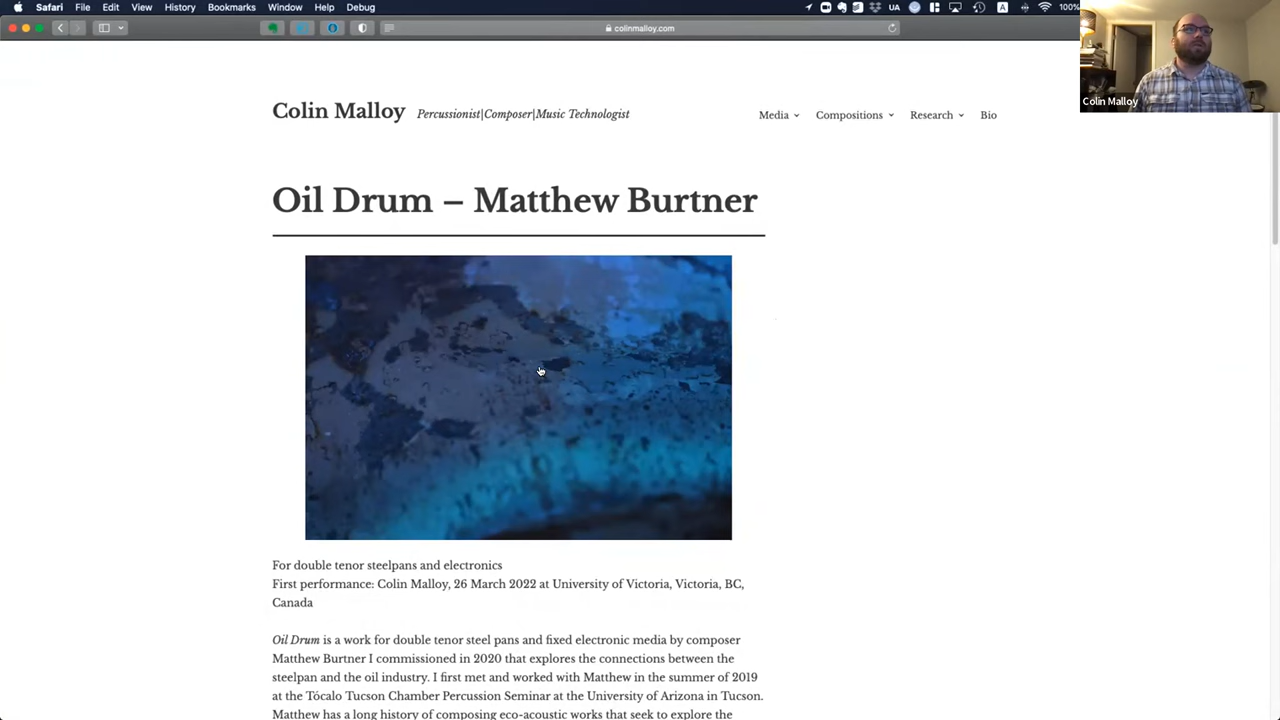 Safari File Edit View History Bookmarks Window Help Debug UA 100%
colinmalloy.com
Colin Malloy
Colin Malloy Percussionist|Composer|Music Technologist Media Compositions Research Bio
Oil Drum – Matthew Burtner
For double tenor steelpans and electronics
First performance: Colin Malloy, 26 March 2022 at University of Victoria, Victoria, BC,
Canada
Oil Drum is a work for double tenor steel pans and fixed electronic media by composer
Matthew Burtner I commissioned in 2020 that explores the connections between the
steelpan and the oil industry. I first met and worked with Matthew in the summer of 2019
at the Tócalo Tucson Chamber Percussion Seminar at the University of Arizona in Tucson.
Matthew has a long history of composing eco-acoustic works that seek to explore the